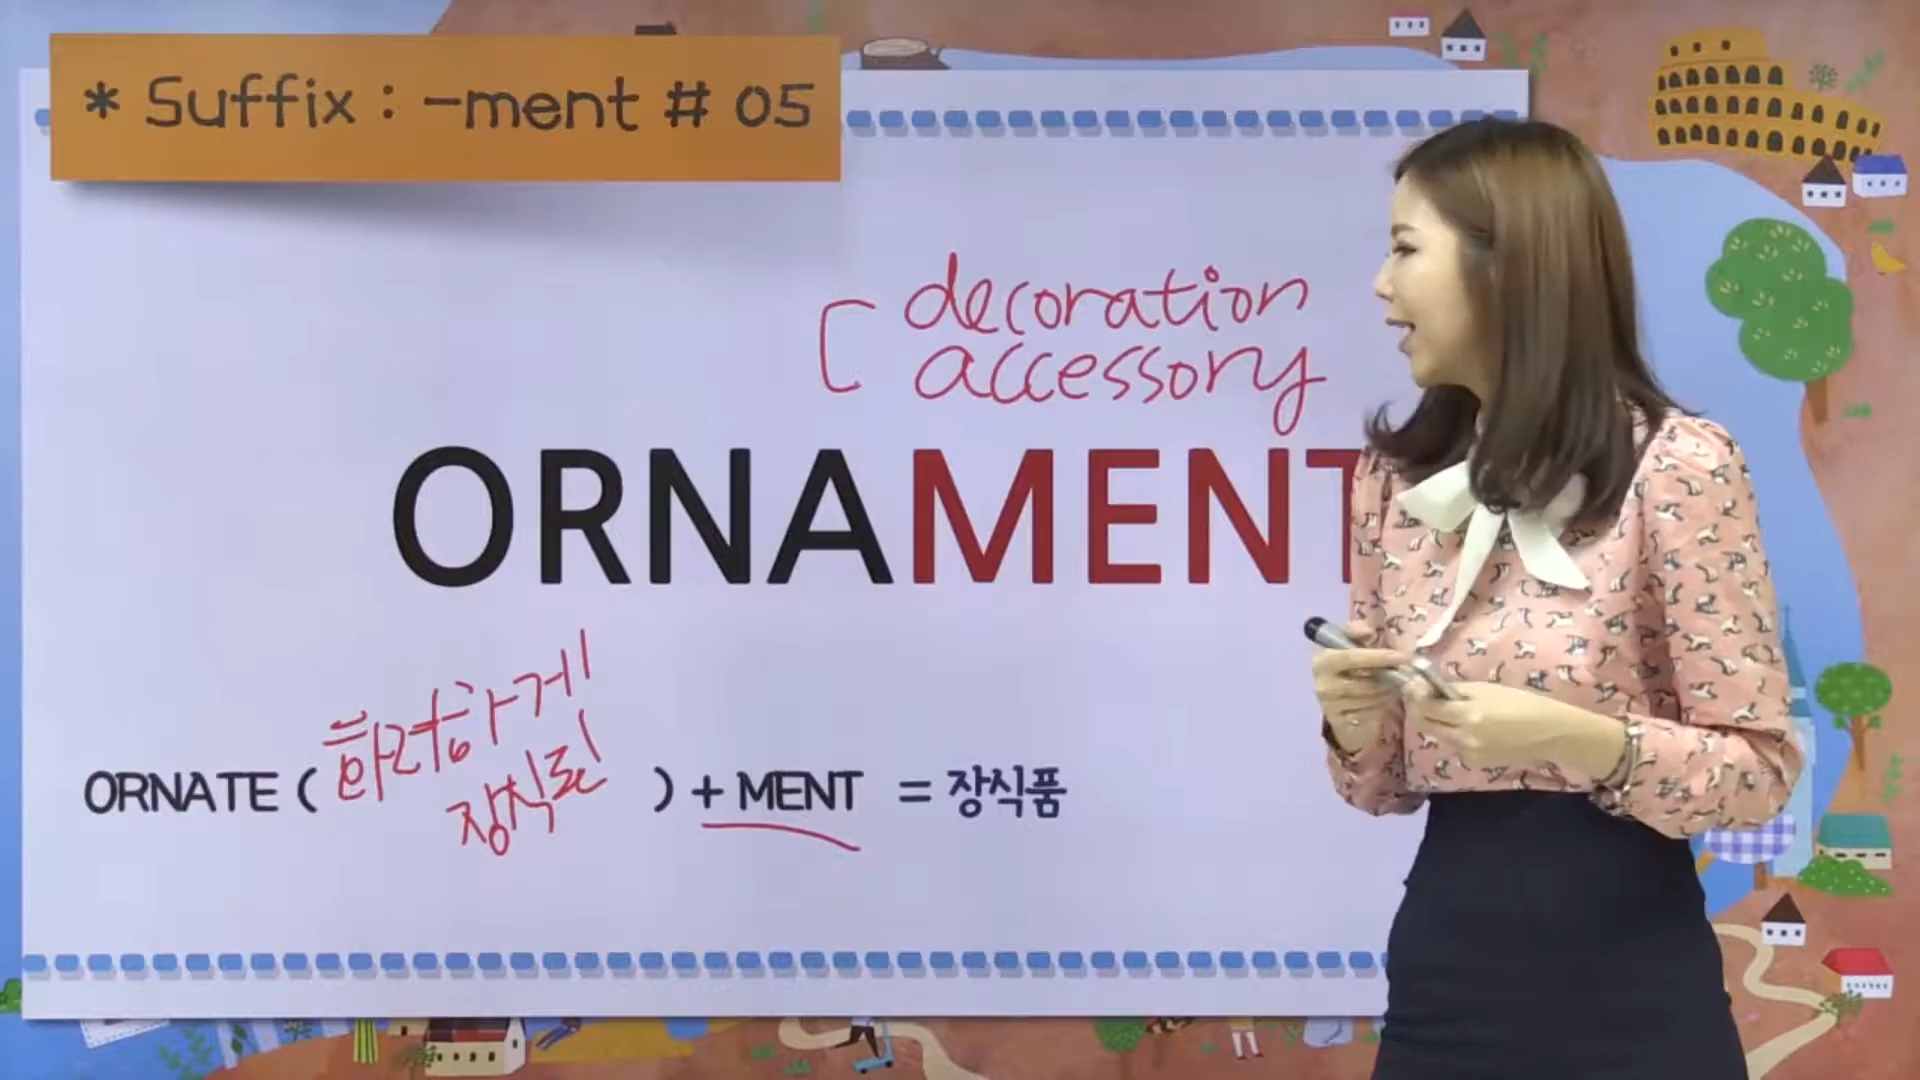 * Suffix : -ment # 05
decoration
accessory
ORNAMENT
화려하게
장식된
ORNATE ( ) + MENT = 장식품